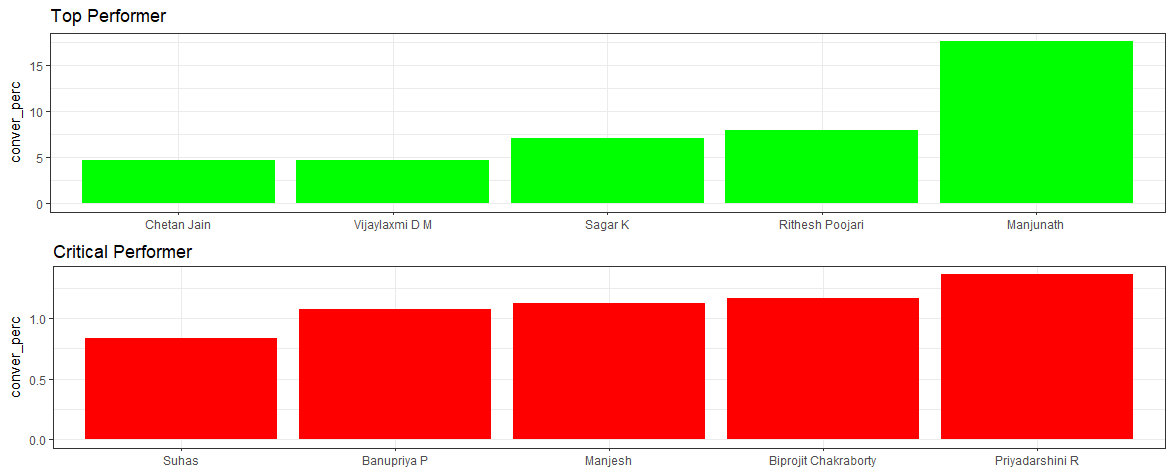 Top Performer
conver_perc
15
10
5
0
Chetan Jain Vijaylaxmi D M Sagar K Rithesh Poojari Manjunath
Critical Performer
conver_perc
1.0
0.5
0.0
Suhas Banupriya P Manjesh Biprojit Chakraborty Priyadarshini R